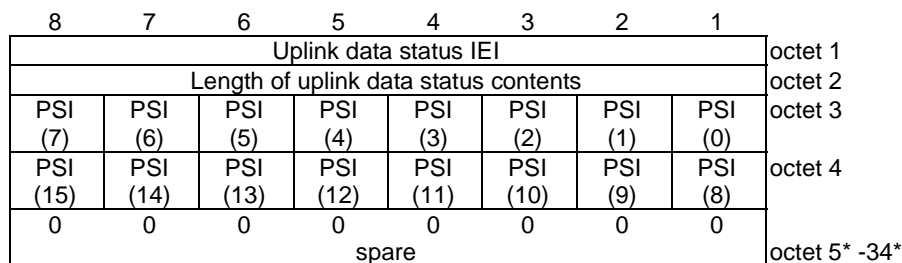 8 7 6 5 4 3 2 1
Uplink data status IEI octet 1
Length of uplink data status contents octet 2
PSI PSI PSI PSI PSI PSI PSI PSI octet 3
(7) (6) (5) (4) (3) (2) (1) (0)
PSI PSI PSI PSI PSI PSI PSI PSI octet 4
(15) (14) (13) (12) (11) (10) (9) (8)
0 0 0 0 0 0 0 0
spare octet 5* -34*